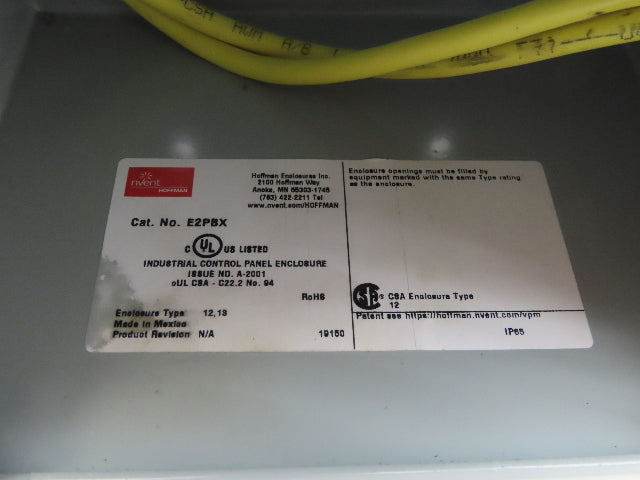 CSA AWM A/B
nvent
HOFFMAN
Hoffman Enclosures Inc.
2100 Hoffman Way
Anoka, MN 55303-1745
(763) 422-2211 Tel
www.nvent.com/HOFFMAN
Cat. No. E2PBX
C UL US LISTED
INDUSTRIAL CONTROL PANEL ENCLOSURE
ISSUE NO. A-2001
cUL CSA - C22.2 No. 94
RoHS
Enclosure Type 12,13
Made in Mexico
Product Revision N/A
19150
Enclosure openings must be filled by
equipment marked with the same Type rating
as the enclosure.
CSA Enclosure Type
12
Patent see https://hoffman.nvent.com/vpm
IP65